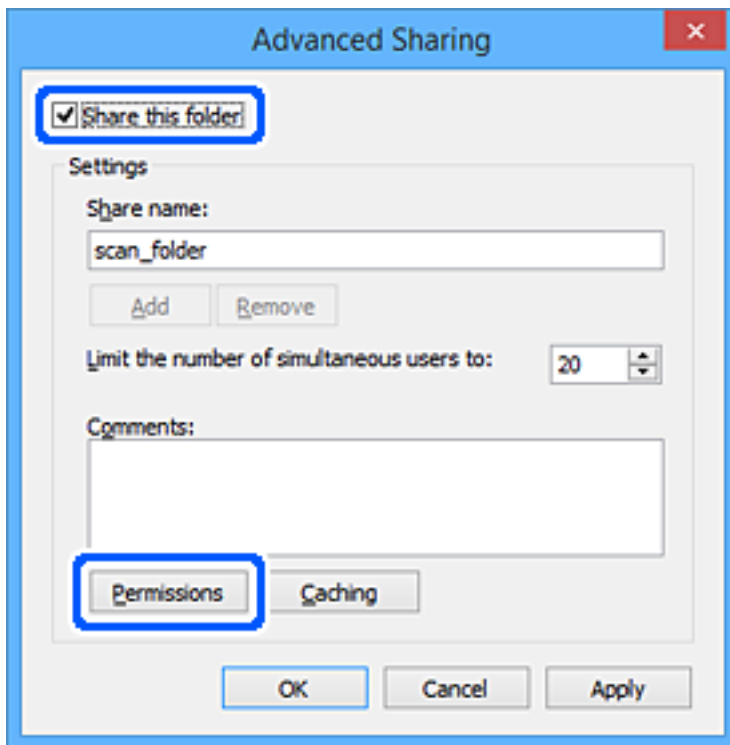 Advanced Sharing
Share this folder
Settings
Share name:
scan_folder
Add Remove
Limit the number of simultaneous users to: 20
Comments:
Permissions Caching
OK Cancel Apply